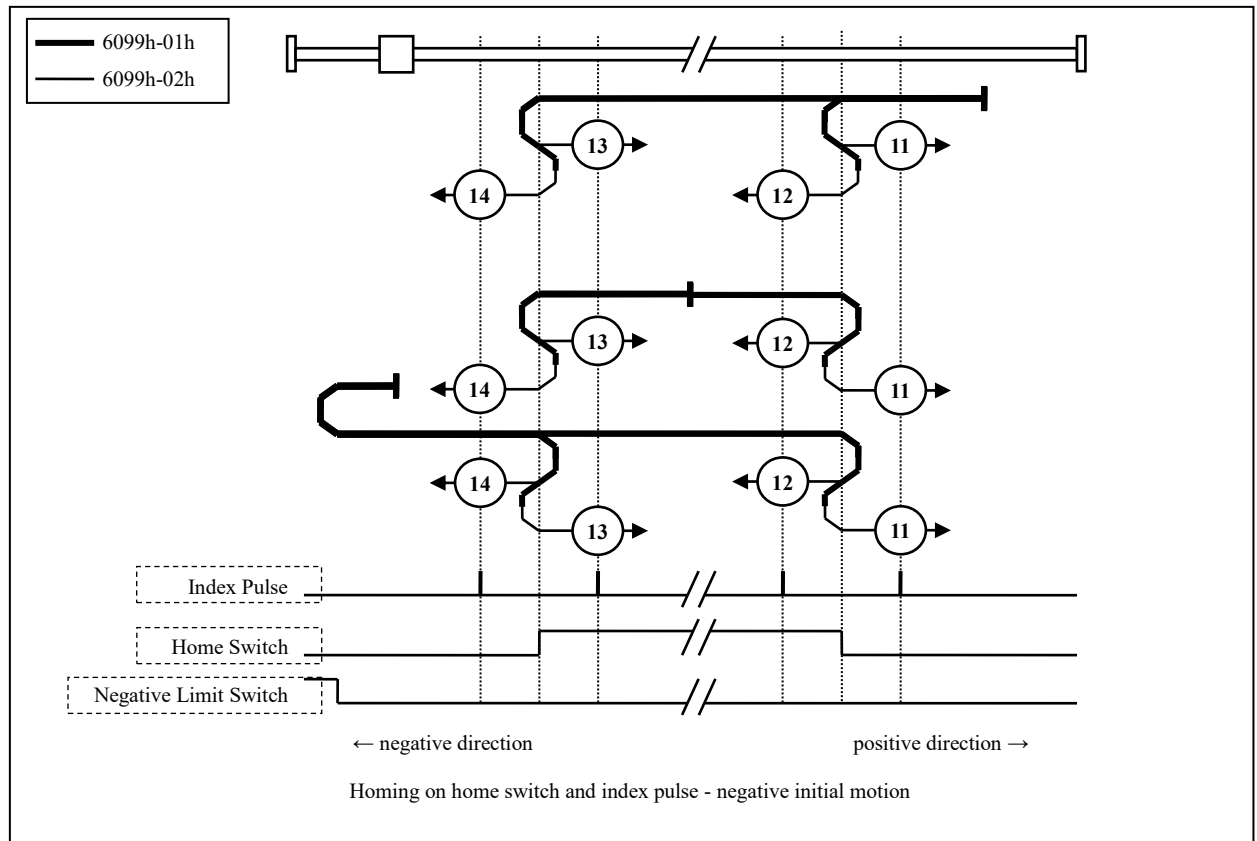 6099h-01h
6099h-02h
13
11
14
12
13
12
14
11
14
12
13
11
Index Pulse
Home Switch
Negative Limit Switch
← negative direction
positive direction →
Homing on home switch and index pulse - negative initial motion